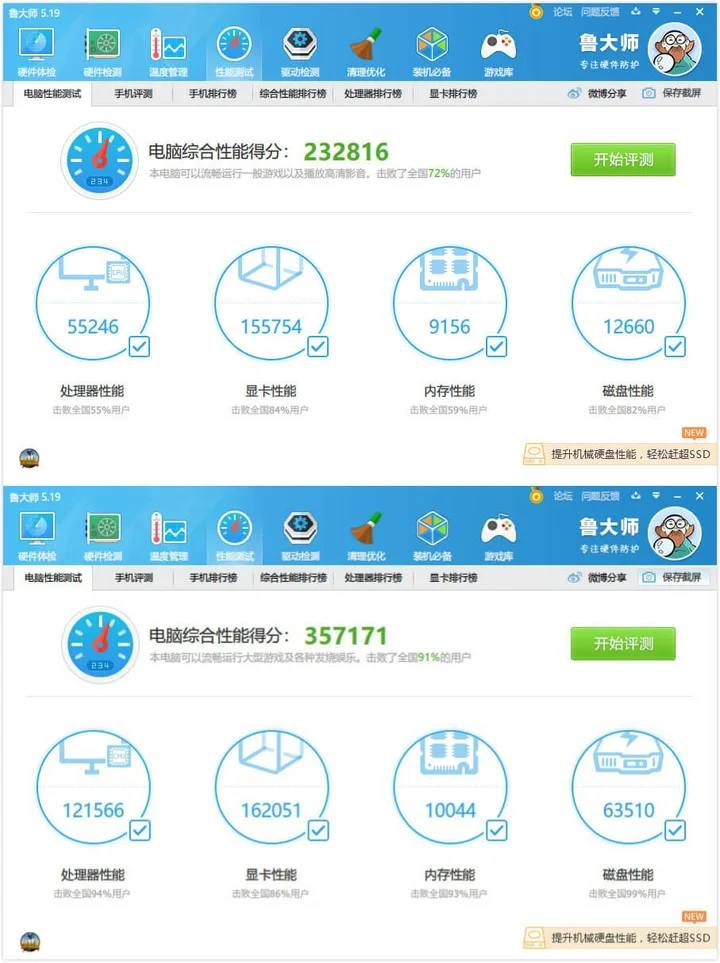 鲁大师 5.19
论坛 问题反馈
硬件体检 硬件检测 温度管理 性能测试 驱动检测 清理优化 装机必备 游戏库
鲁大师
专注硬件防护
电脑性能测试 手机评测 手机排行榜 综合性能排行榜 处理器排行榜 显卡排行榜 微博分享 保存截屏
电脑综合性能得分： 232816
开始评测
本电脑可以流畅运行一般游戏以及播放高清影音。击败了全国72%的用户
234
CPU
55246 155754 9156 12660
处理器性能 显卡性能 内存性能 磁盘性能
击败全国55%用户 击败全国84%用户 击败全国59%用户 击败全国82%用户
NEW
提升机械硬盘性能，轻松赶超SSD
鲁大师 5.19
论坛 问题反馈
硬件体检 硬件检测 温度管理 性能测试 驱动检测 清理优化 装机必备 游戏库
鲁大师
专注硬件防护
电脑性能测试 手机评测 手机排行榜 综合性能排行榜 处理器排行榜 显卡排行榜 微博分享 保存截屏
电脑综合性能得分： 357171
开始评测
本电脑可以流畅运行大型游戏及各种发烧娱乐。击败了全国91%的用户
234
CPU
121566 162051 10044 63510
处理器性能 显卡性能 内存性能 磁盘性能
击败全国94%用户 击败全国86%用户 击败全国93%用户 击败全国99%用户
NEW
提升机械硬盘性能，轻松赶超SSD